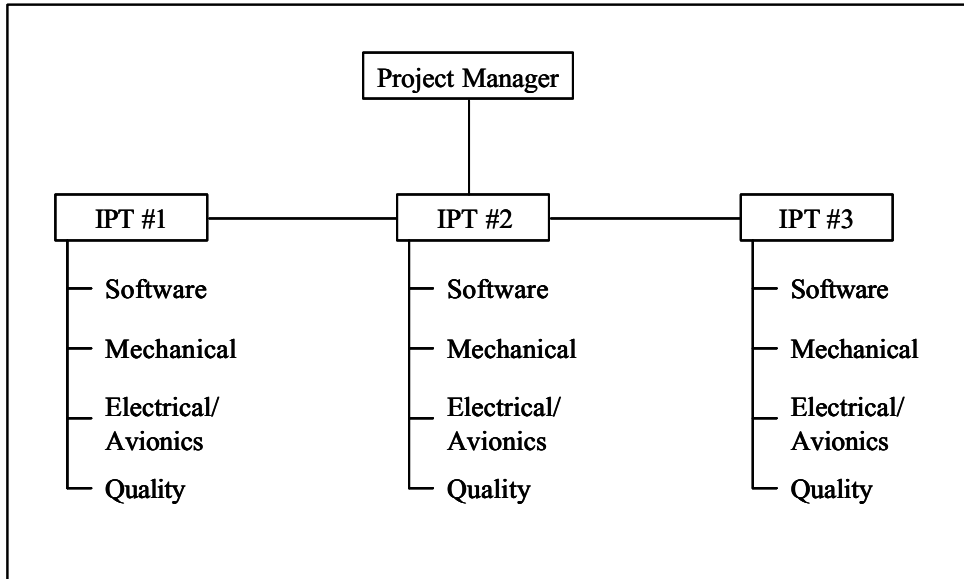 Project Manager
IPT #1
IPT #2
IPT #3
Software
Mechanical
Electrical/
Avionics
Quality
Software
Mechanical
Electrical/
Avionics
Quality
Software
Mechanical
Electrical/
Avionics
Quality